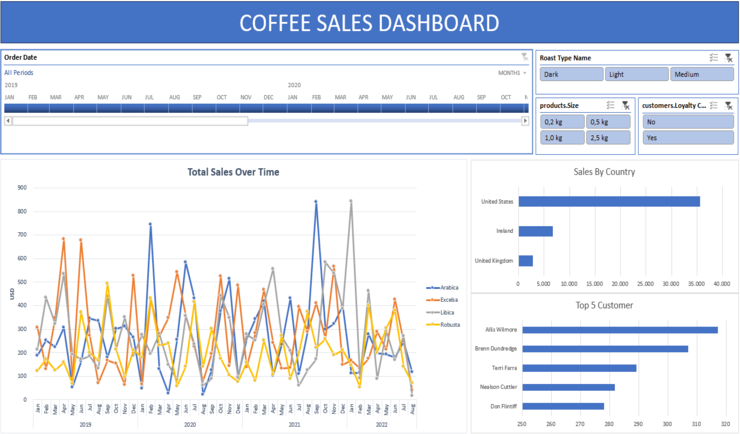 COFFEE SALES DASHBOARD
Order Date
All Periods
MONTHS
2019 2020
JAN FEB MAR APR MAY JUN JUL AUG SEP OCT NOV DEC JAN FEB MAR APR MAY JUN JUL AUG SEP OCT
Roast Type Name
Dark Light Medium
products.Size
0,2 kg 0,5 kg
1,0 kg 2,5 kg
customers.Loyalty C...
No
Yes
Total Sales Over Time
900
800
700
600
500
400
300
200
100
0
USD
Jan Feb Mar Apr May Jun Jul Aug Sep Oct Nov Dec Jan Feb Mar Apr May Jun Jul Aug Sep Oct Nov Dec Jan Feb Mar Apr May Jun Jul Aug Sep Oct Nov Dec Jan Feb Mar Apr May Jun Jul Aug
2019 2020 2021 2022
Arabica
Excelsa
Libica
Robusta
Sales By Country
United States
Ireland
United Kingdom
0 5.000 10.000 15.000 20.000 25.000 30.000 35.000 40.000
Top 5 Customer
Allis Wilmore
Brenn Dundredge
Terri Farra
Nealson Cuttler
Don Flintiff
250 260 270 280 290 300 310 320